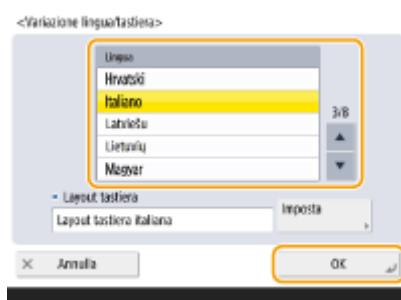 <Variazione lingua/tastiera>
Lingua
Hrvatski
Italiano
Latviešu
Lietuvių
Magyar
3/8
Layout tastiera
Layout tastiera italiana
Imposta
Annulla
OK